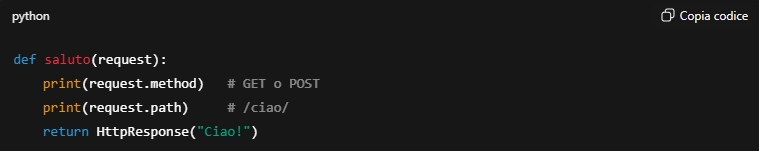 python Copia codice
def saluto(request):
    print(request.method)   # GET o POST
    print(request.path)     # /ciao/
    return HttpResponse("Ciao!")